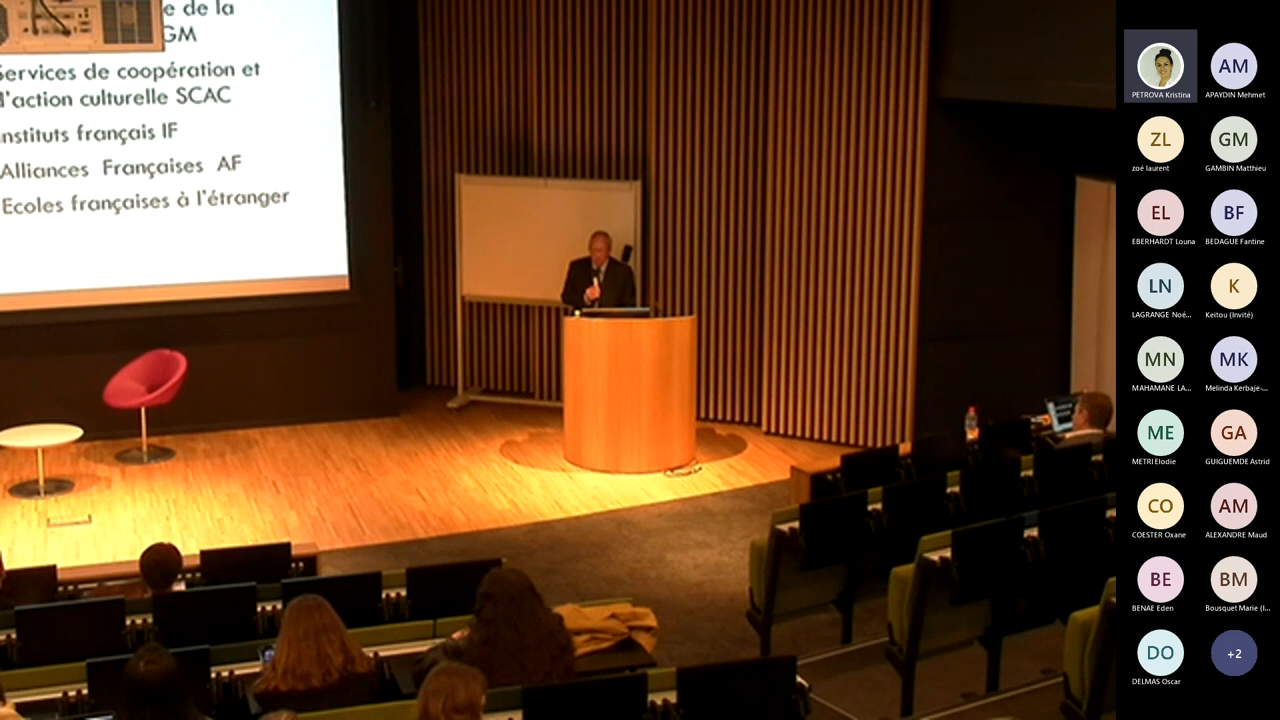 e de la
GM
Services de coopération et
l'action culturelle SCAC
Instituts français IF
Alliances Françaises AF
Ecoles françaises à l'étranger
PETROVA Kristina
AM
APAYDIN Mehmet
ZL
zoé laurent
GM
GAMBIN Matthieu
EL
EBERHARDT Louna
BF
BEDAGUE Fantine
LN
LAGRANGE Noé...
K
Keitou (Invité)
MN
MAHAMANE LA...
MK
Melinda Kerbaje-...
ME
METRI Elodie
GA
GUIGUEMDE Astrid
CO
COESTER Oxane
AM
ALEXANDRE Maud
BE
BENAE Eden
BM
Bousquet Marie (I...
DO
DELMAS Oscar
+2